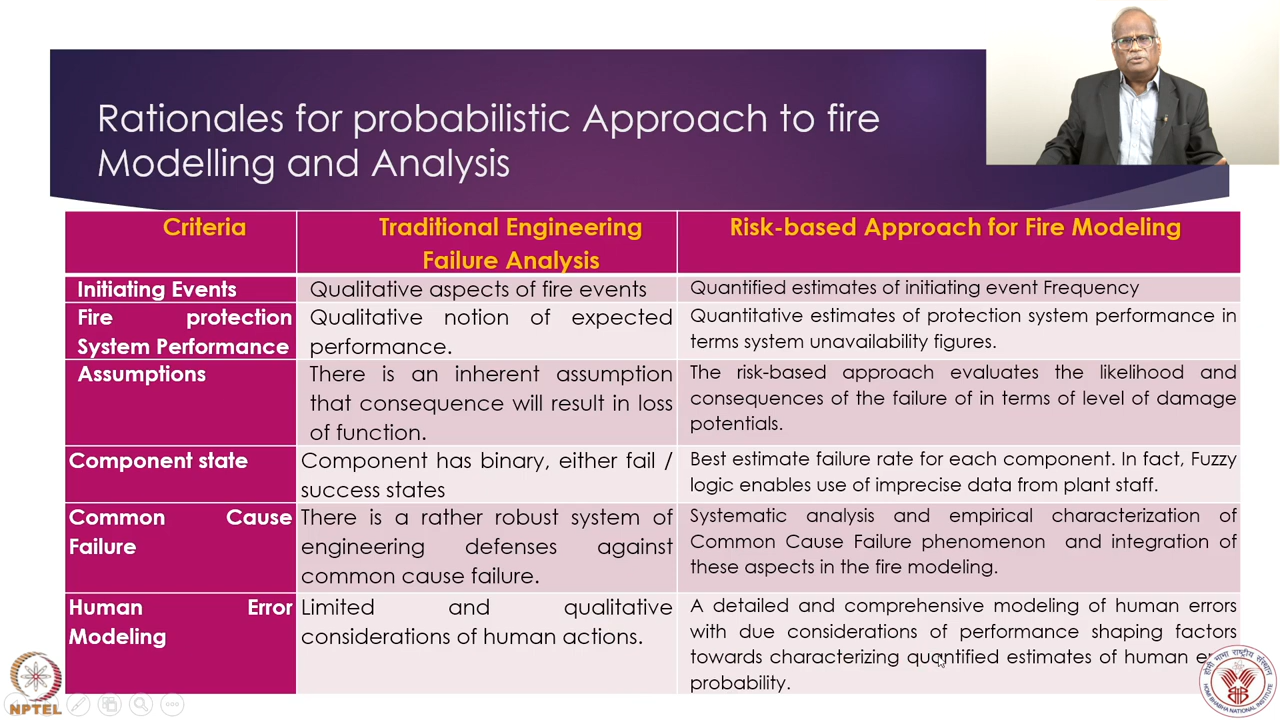 Rationales for probabilistic Approach to fire
Modelling and Analysis
Criteria
Traditional Engineering
Failure Analysis
Risk-based Approach for Fire Modeling
Initiating Events
Qualitative aspects of fire events
Quantified estimates of initiating event Frequency
Fire protection
System Performance
Qualitative notion of expected
performance.
Quantitative estimates of protection system performance in
terms system unavailability figures.
Assumptions
There is an inherent assumption
that consequence will result in loss
of function.
The risk-based approach evaluates the likelihood and
consequences of the failure of in terms of level of damage
potentials.
Component state
Component has binary, either fail /
success states
Best estimate failure rate for each component. In fact, Fuzzy
logic enables use of imprecise data from plant staff.
Common Cause
Failure
There is a rather robust system of
engineering defenses against
common cause failure.
Systematic analysis and empirical characterization of
Common Cause Failure phenomenon and integration of
these aspects in the fire modeling.
Human Error
Modeling
Limited and qualitative
considerations of human actions.
A detailed and comprehensive modeling of human errors
with due considerations of performance shaping factors
towards characterizing quantified estimates of human
probability.
NPTEL
होमी भाभा राष्ट्रीय संस्थान
HOMI BHABHA NATIONAL INSTITUTE